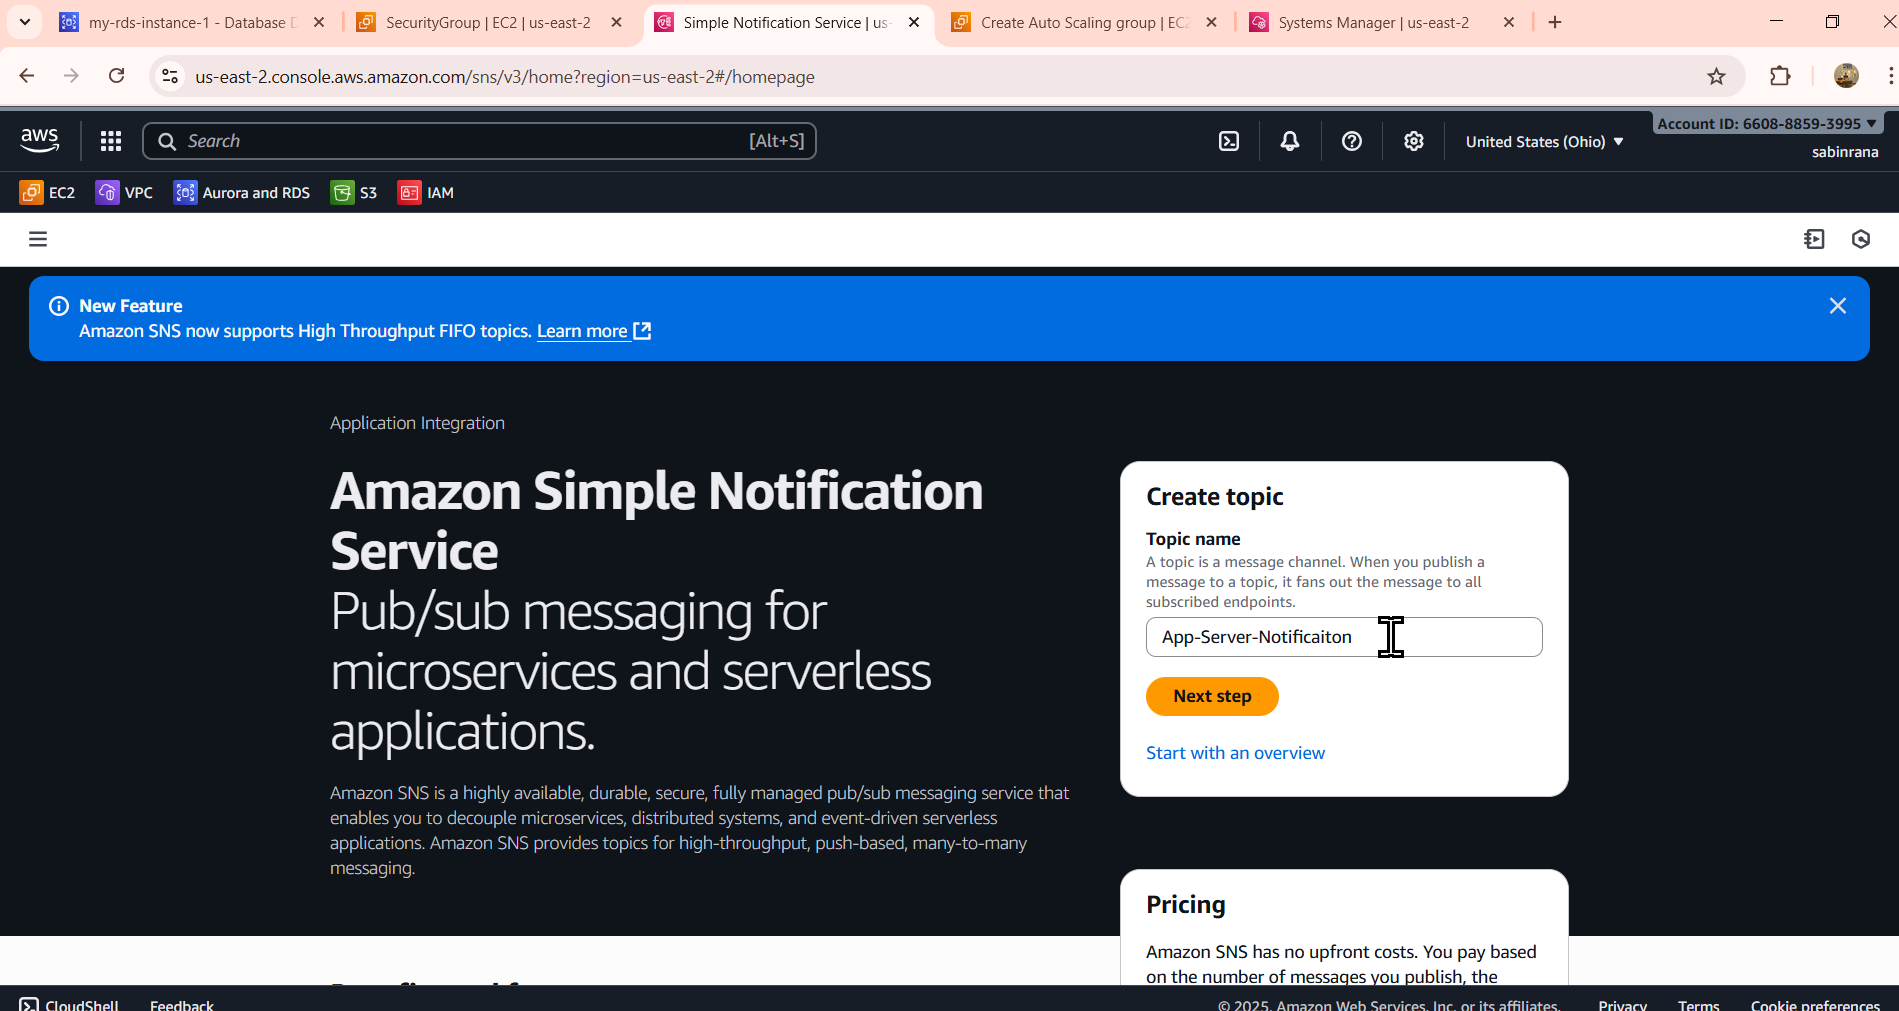 my-rds-instance-1 - Database D
SecurityGroup | EC2 | us-east-2
Simple Notification Service | us-
Create Auto Scaling group | EC2
Systems Manager | us-east-2
us-east-2.console.aws.amazon.com/sns/v3/home?region=us-east-2#/homepage
aws
Search
[Alt+S]
United States (Ohio)
Account ID: 6608-8859-3995
sabinrana
EC2
VPC
Aurora and RDS
S3
IAM
New Feature
Amazon SNS now supports High Throughput FIFO topics. Learn more
Application Integration
Amazon Simple Notification
Service
Pub/sub messaging for
microservices and serverless
applications.
Amazon SNS is a highly available, durable, secure, fully managed pub/sub messaging service that
enables you to decouple microservices, distributed systems, and event-driven serverless
applications. Amazon SNS provides topics for high-throughput, push-based, many-to-many
messaging.
Create topic
Topic name
A topic is a message channel. When you publish a
message to a topic, it fans out the message to all
subscribed endpoints.
App-Server-Notificaiton
Next step
Start with an overview
Pricing
Amazon SNS has no upfront costs. You pay based
on the number of messages you publish, the
CloudShell
Feedback
© 2025, Amazon Web Services, Inc. or its affiliates.
Privacy
Terms
Cookie preferences